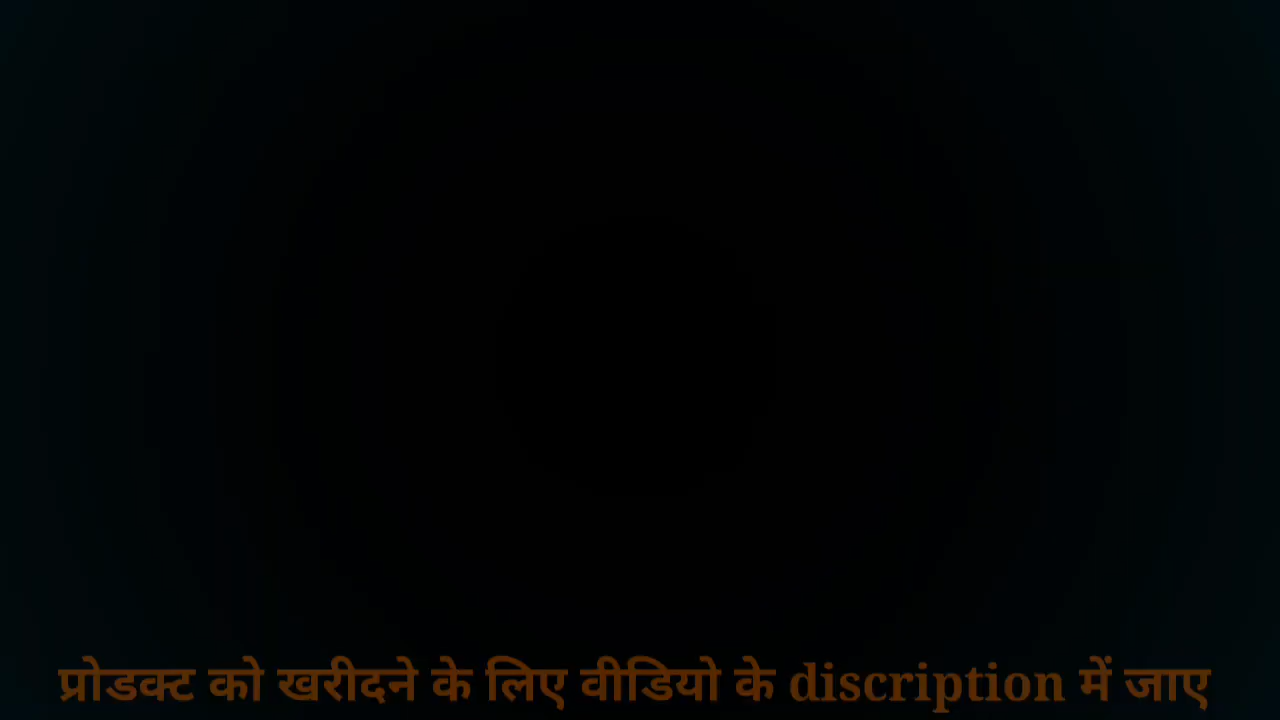 प्रोडक्ट को खरीदने के लिए वीडियो के discription में जाए